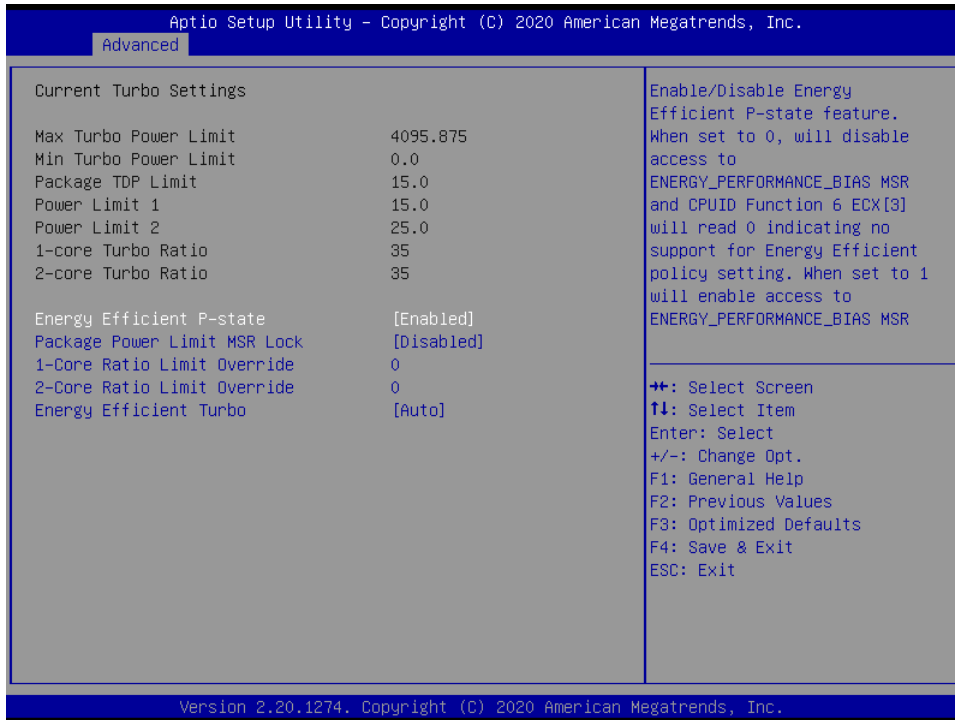 Aptio Setup Utility – Copyright (C) 2020 American Megatrends, Inc.
Advanced
Current Turbo Settings
Max Turbo Power Limit 4095.875
Min Turbo Power Limit 0.0
Package TDP Limit 15.0
Power Limit 1 15.0
Power Limit 2 25.0
1-core Turbo Ratio 35
2-core Turbo Ratio 35
Energy Efficient P-state [Enabled]
Package Power Limit MSR Lock [Disabled]
1-Core Ratio Limit Override 0
2-Core Ratio Limit Override 0
Energy Efficient Turbo [Auto]
Enable/Disable Energy
Efficient P-state feature.
When set to 0, will disable
access to
ENERGY_PERFORMANCE_BIAS MSR
and CPUID Function 6 ECX[3]
will read 0 indicating no
support for Energy Efficient
policy setting. When set to 1
will enable access to
ENERGY_PERFORMANCE_BIAS MSR
→←: Select Screen
↑↓: Select Item
Enter: Select
+/-: Change Opt.
F1: General Help
F2: Previous Values
F3: Optimized Defaults
F4: Save & Exit
ESC: Exit
Version 2.20.1274. Copyright (C) 2020 American Megatrends, Inc.